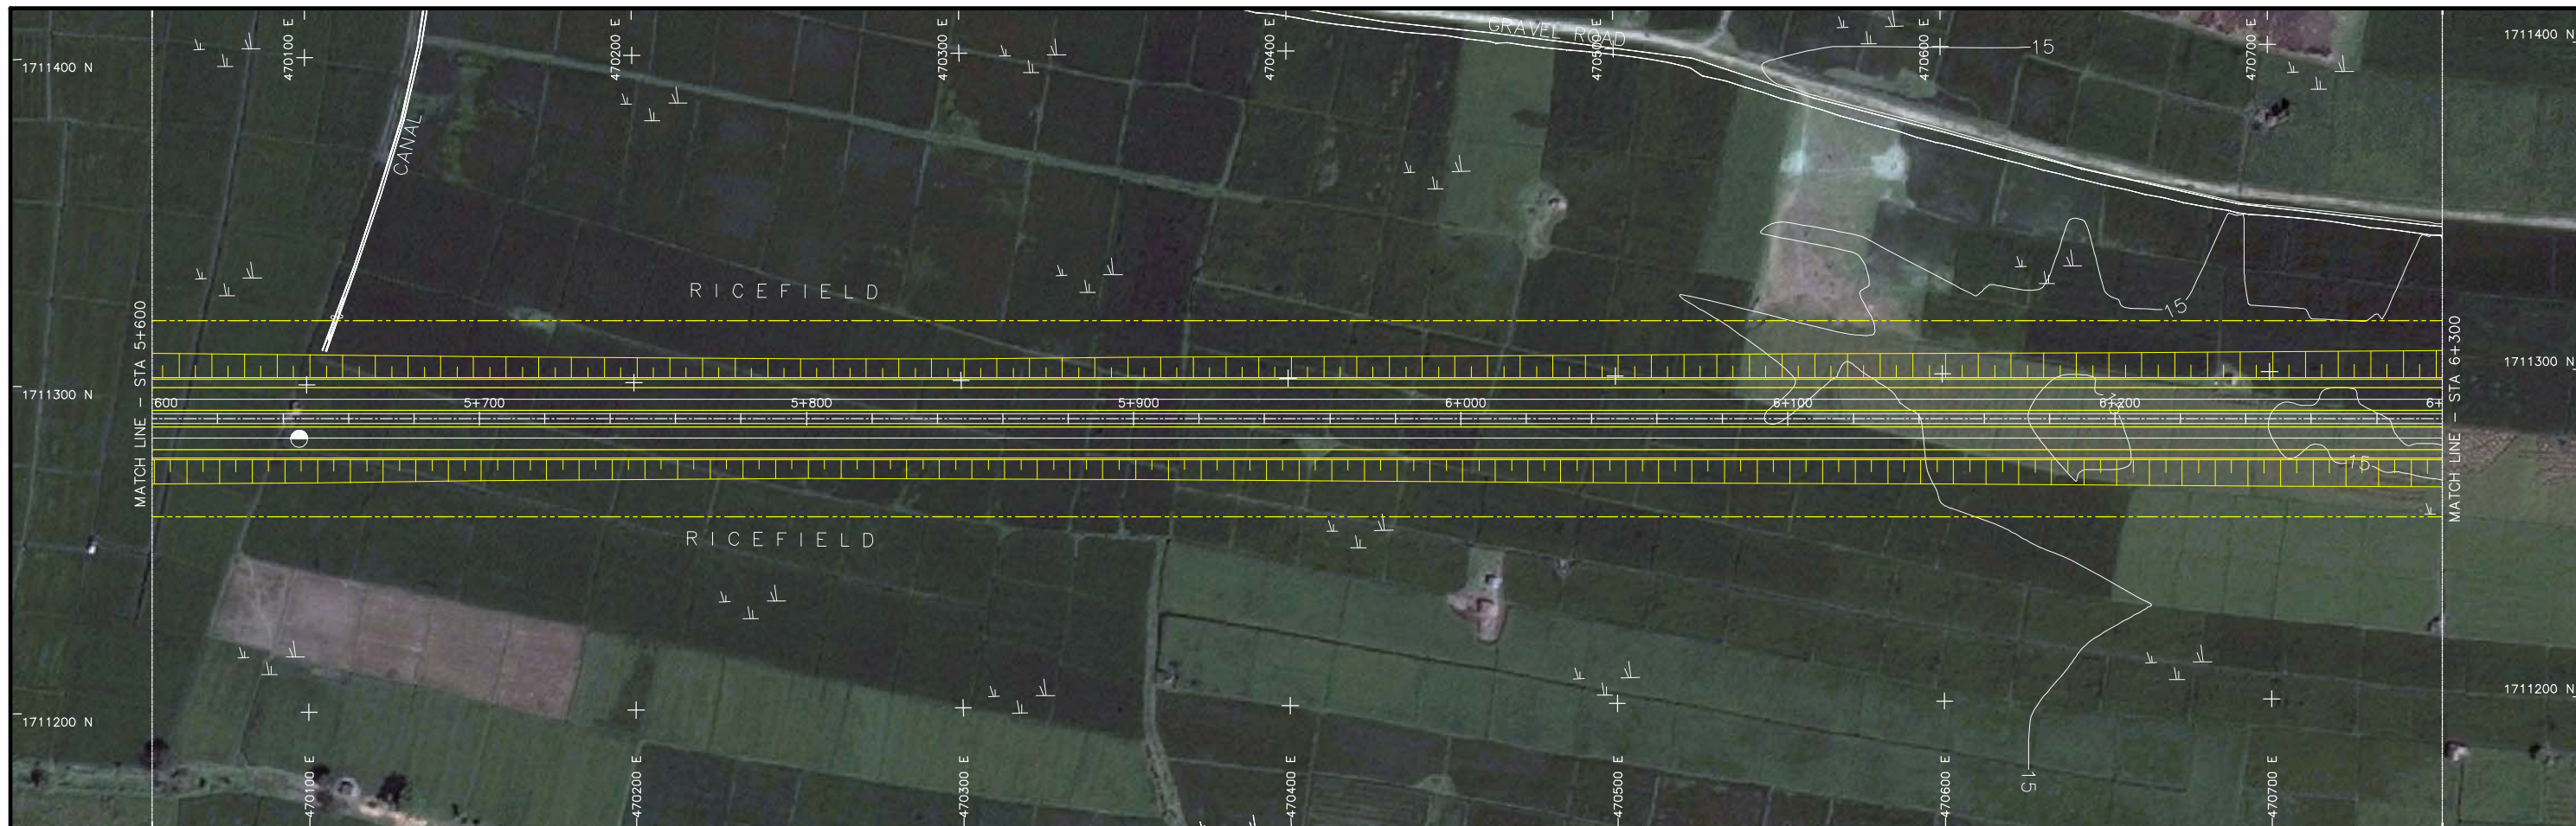 470100 E
470200 E
470300 E
470400 E
470500 E
470600 E
470700 E
GRAVEL ROAD
15
1711400 N
1711400 N
CANAL
RICEFIELD
15
MATCH LINE - STA 5+600
MATCH LINE - STA 6+300
1711300 N
1711300 N
600
5+700
5+800
5+900
6+000
6+100
6+200
6+
15
15
RICEFIELD
1711200 N
1711200 N
470100 E
470200 E
470300 E
470400 E
470500 E
470600 E
470700 E
15